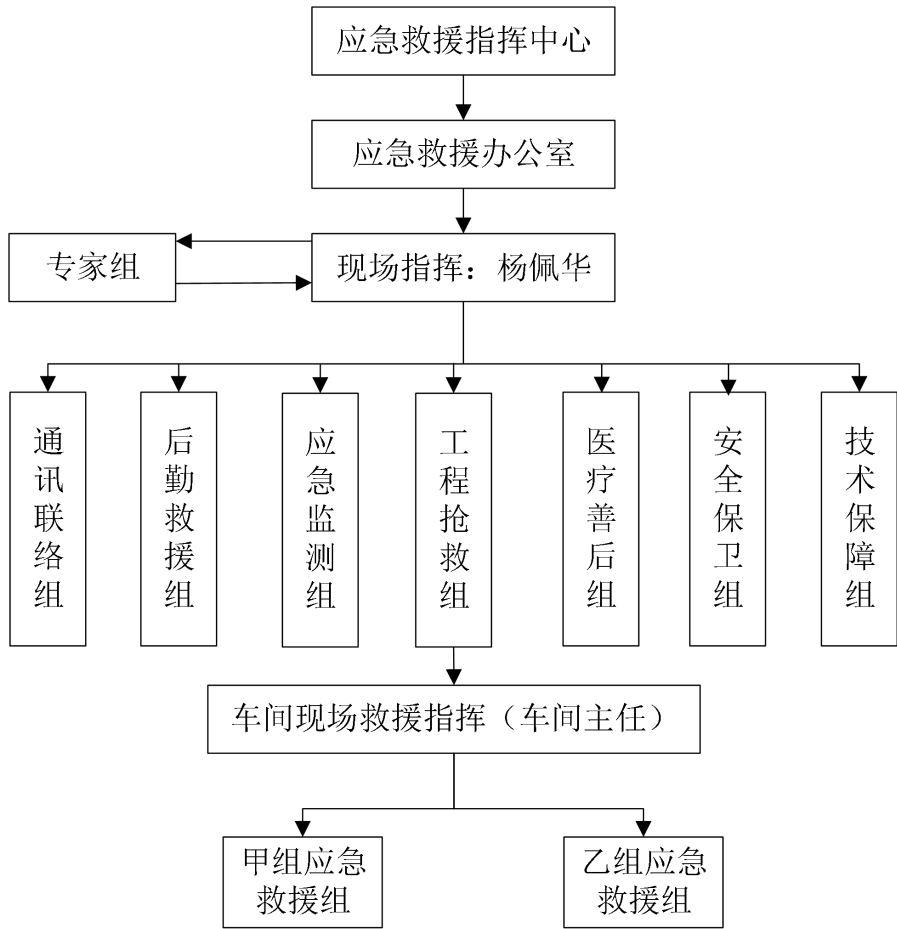 应急救援指挥中心
应急救援办公室
专家组
现场指挥：杨佩华
通讯联络组
后勤救援组
应急监测组
工程抢救组
医疗善后组
安全保卫组
技术保障组
车间现场救援指挥（车间主任）
甲组应急
救援组
乙组应急
救援组